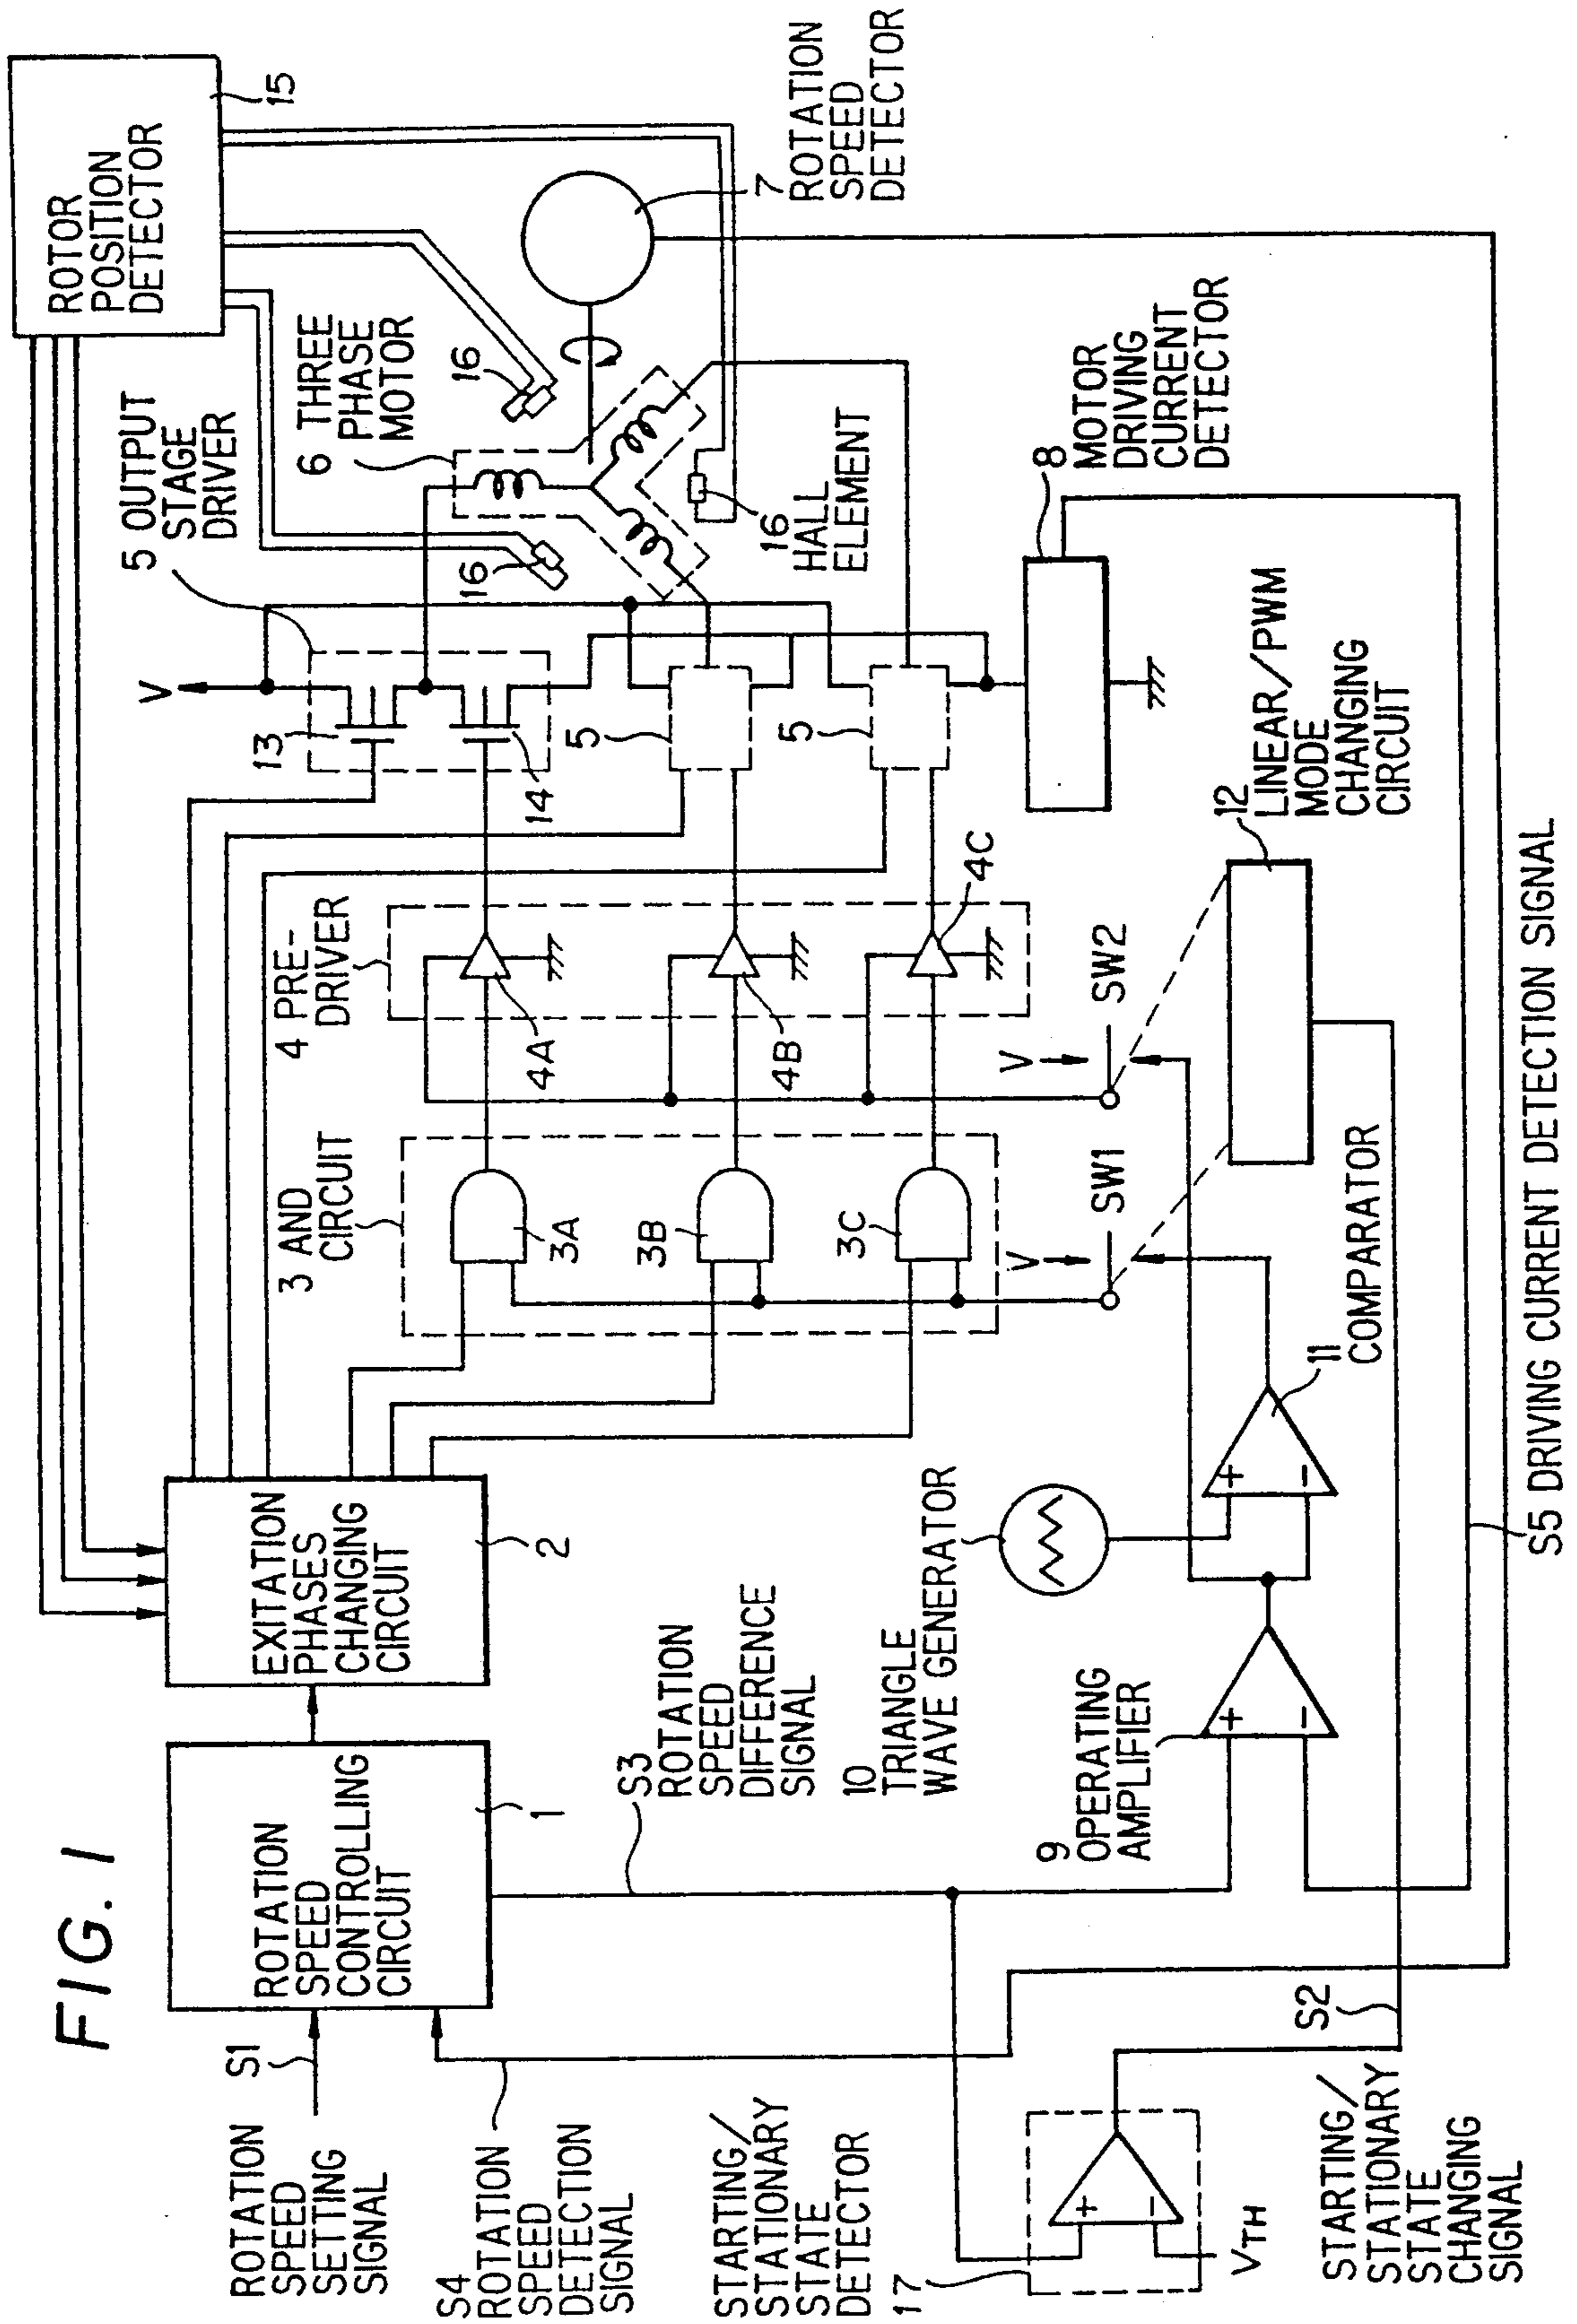 FIG. 1
ROTATION
SPEED
SETTING
SIGNAL
S1
ROTATION
SPEED
CONTROLLING
CIRCUIT
1
EXITATION
PHASES
CHANGING
CIRCUIT
2
ROTOR
POSITION
DETECTOR
15
S4
ROTATION
SPEED
DETECTION
SIGNAL
S3
ROTATION
SPEED
DIFFERENCE
SIGNAL
3 AND
CIRCUIT
3A
3B
3C
4 PRE-
DRIVER
4A
4B
4C
5 OUTPUT
STAGE
DRIVER
V
13
14
5
5
6 THREE
PHASE
MOTOR
16
16
16
HALL
ELEMENT
7
ROTATION
SPEED
DETECTOR
8
MOTOR
DRIVING
CURRENT
DETECTOR
STARTING/
STATIONARY
STATE
DETECTOR
17
+
-
VTH
9
OPERATING
AMPLIFIER
+
-
10
TRIANGLE
WAVE GENERATOR
+
-
11
COMPARATOR
V
SW1
V
SW2
12
LINEAR/PWM
MODE
CHANGING
CIRCUIT
S2
STARTING/
STATIONARY
STATE
CHANGING
SIGNAL
S5 DRIVING CURRENT DETECTION SIGNAL